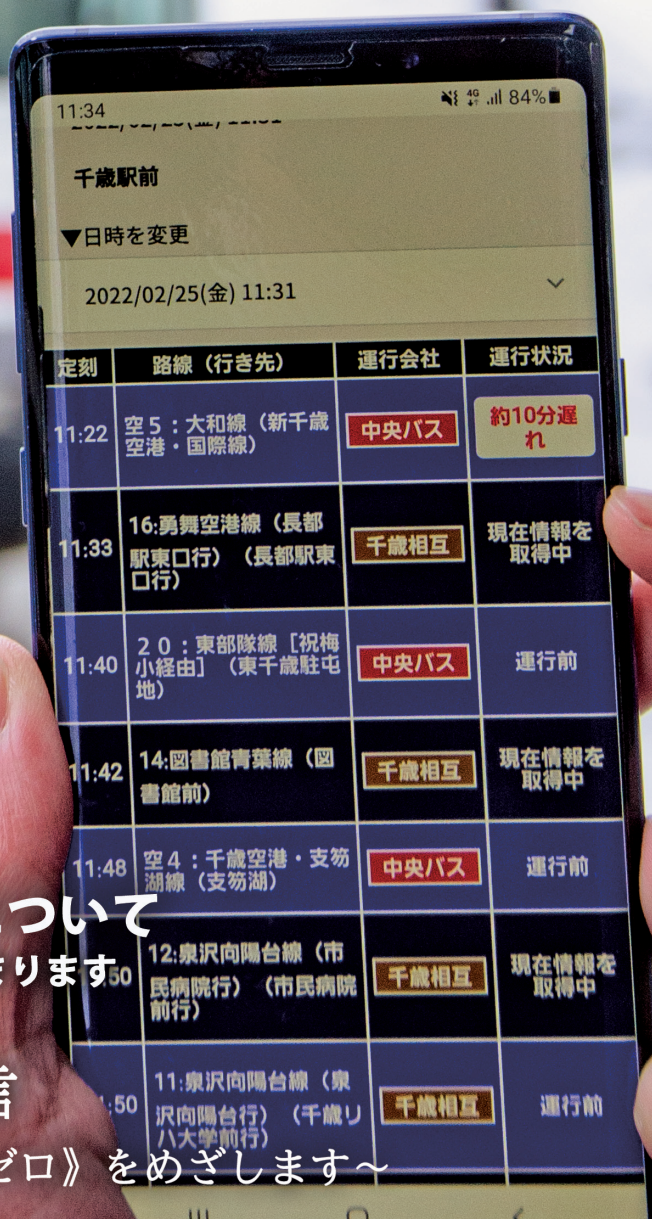 11:34
4G 84%
千歳駅前
▼日時を変更
2022/02/25(金) 11:31
定刻 路線（行き先） 運行会社 運行状況
11:22 空5：大和線（新千歳
空港・国際線）
中央バス
約10分遅
れ
11:33
16:勇舞空港線（長都
駅東口行）（長都駅東
口行）
千歳相互
現在情報を
取得中
11:40
２０：東部隊線［祝梅
小経由］（東千歳駐屯
地）
中央バス
運行前
11:42
14:図書館青葉線（図
書館前）
千歳相互
現在情報を
取得中
11:48
空４：千歳空港・支笏
湖線（支笏湖）
中央バス
運行前
:50
12:泉沢向陽台線（市
民病院行）（市民病院
前行）
千歳相互
現在情報を
取得中
:50
11:泉沢向陽台線（泉
沢向陽台行）（千歳リ
ハ大学前行）
千歳相互
運行前
ついて
まります
信
ゼロ》をめざします～